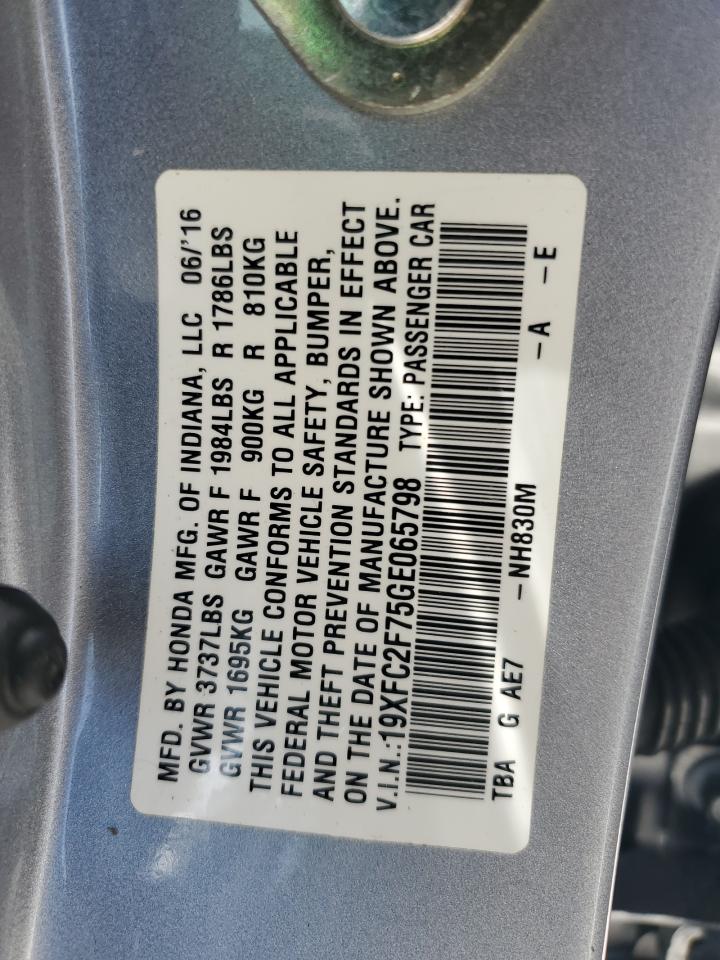 MFD. BY HONDA MFG. OF INDIANA, LLC 06/'16
GVWR 3737LBS GAWR F 1984LBS R 1786LBS
GVWR 1695KG GAWR F 900KG R 810KG
THIS VEHICLE CONFORMS TO ALL APPLICABLE
FEDERAL MOTOR VEHICLE SAFETY, BUMPER,
AND THEFT PREVENTION STANDARDS IN EFFECT
ON THE DATE OF MANUFACTURE SHOWN ABOVE.
V.I.N.:19XFC2F75GE065798 TYPE: PASSENGER CAR
TBA G AE7 -NH830M -A -E